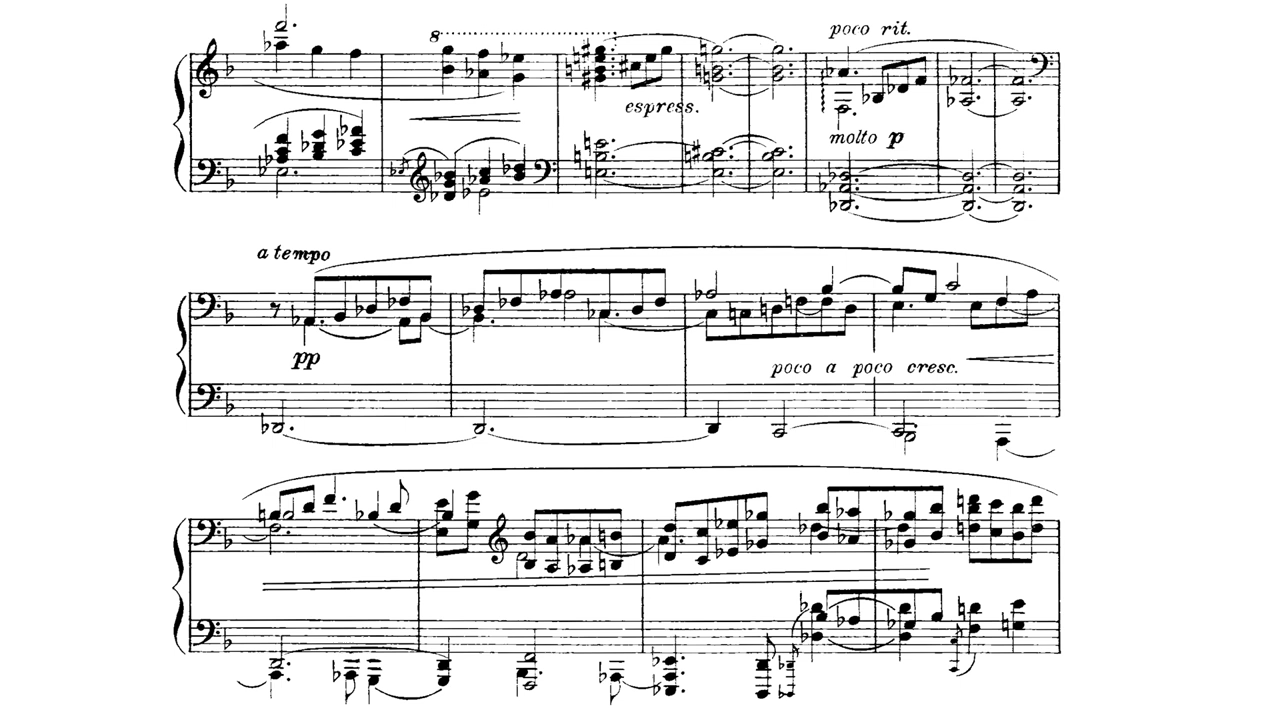 8
poco rit.
espress.
molto p
a tempo
pp
poco a poco cresc.